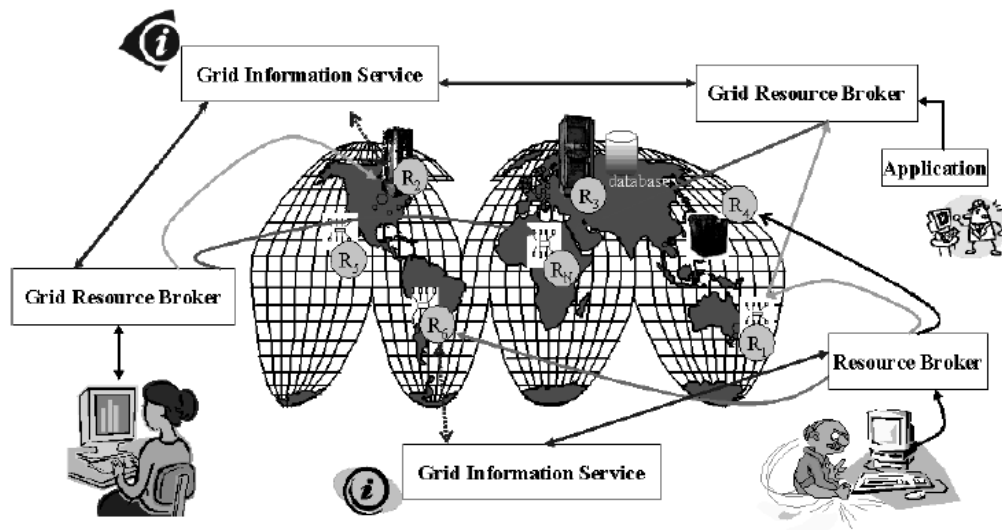 Grid Information Service
Grid Resource Broker
Application
database
R2
R3
R4
R5
RN
R6
R1
Grid Resource Broker
Resource Broker
Grid Information Service